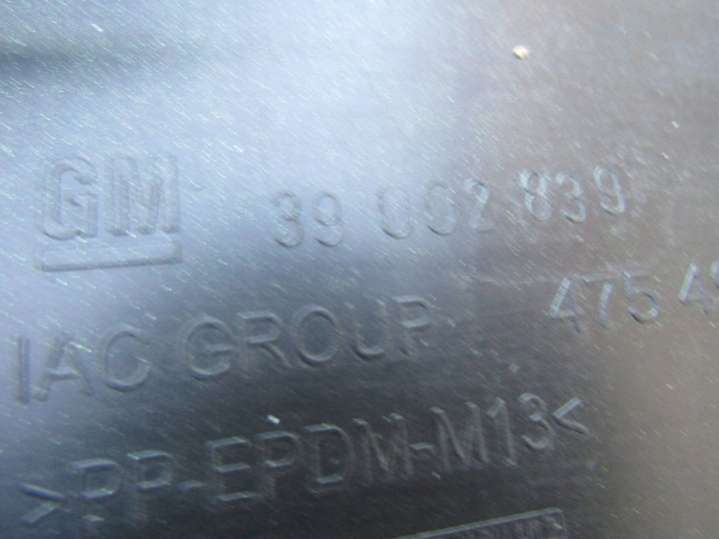 GM 39 002 839
IAC GROUP 475
>PP-EPDM-M13<